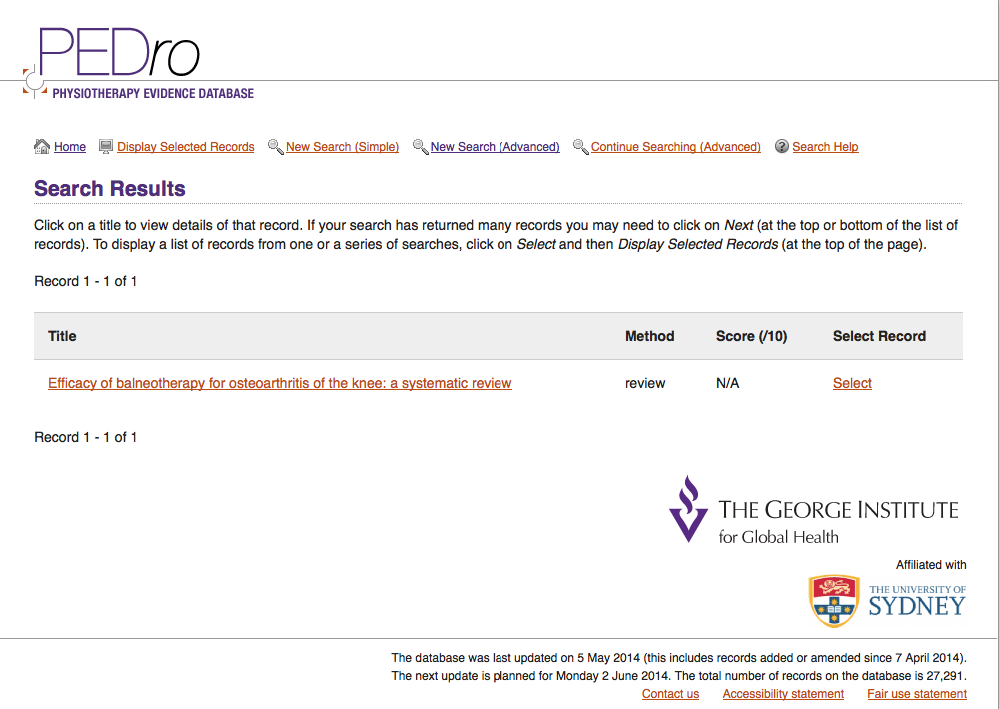 PEDro
PHYSIOTHERAPY EVIDENCE DATABASE
Home Display Selected Records New Search (Simple) New Search (Advanced) Continue Searching (Advanced) ? Search Help
Search Results
Click on a title to view details of that record. If your search has returned many records you may need to click on Next (at the top or bottom of the list of
records). To display a list of records from one or a series of searches, click on Select and then Display Selected Records (at the top of the page).
Record 1 - 1 of 1
Title Method Score (/10) Select Record
Efficacy of balneotherapy for osteoarthritis of the knee: a systematic review review N/A Select
Record 1 - 1 of 1
THE GEORGE INSTITUTE
for Global Health
Affiliated with
THE UNIVERSITY OF
SYDNEY
The database was last updated on 5 May 2014 (this includes records added or amended since 7 April 2014).
The next update is planned for Monday 2 June 2014. The total number of records on the database is 27,291.
Contact us Accessibility statement Fair use statement